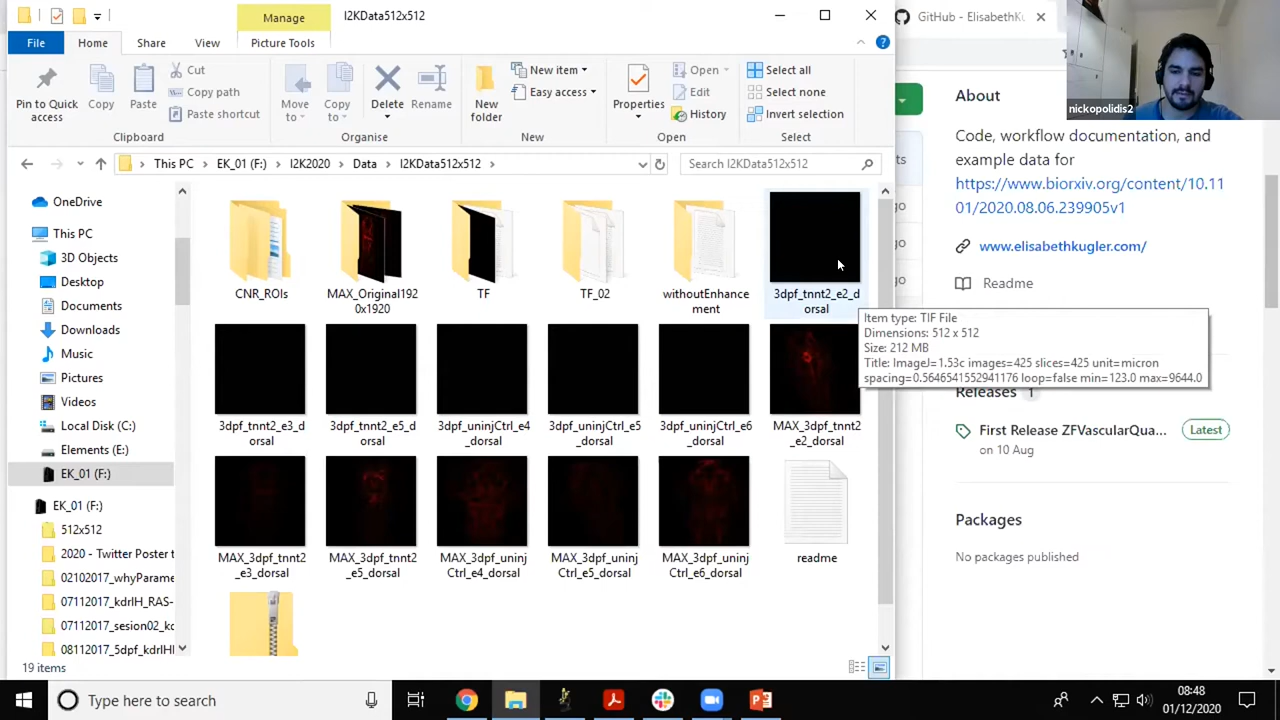 Manage
I2KData512x512
File
Home
Share
View
Picture Tools
Pin to Quick
access
Copy
Paste
Cut
Copy path
Paste shortcut
Clipboard
Move
to
Copy
to
Delete
Rename
Organise
New
folder
New item
Easy access
New
Properties
Open
Edit
History
Open
Select all
Select none
Invert selection
Select
This PC
EK_01 (F:)
I2K2020
Data
I2KData512x512
Search I2KData512x512
OneDrive
This PC
3D Objects
Desktop
Documents
Downloads
Music
Pictures
Videos
Local Disk (C:)
Elements (E:)
EK_01 (F:)
EK_01 (F:)
512x512
2020 - Twitter Poster t
02102017_whyParame
07112017_kdrlH_RAS-
07112017_sesion02_kd
08112017_5dpf_kdrlHI
CNR_ROIs
MAX_Original192
0x1920
TF
TF_02
withoutEnhance
ment
3dpf_tnnt2_e2_d
orsal
3dpf_tnnt2_e3_d
orsal
3dpf_tnnt2_e5_d
orsal
3dpf_uninjCtrl_e4
_dorsal
3dpf_uninjCtrl_e5
_dorsal
3dpf_uninjCtrl_e6
_dorsal
MAX_3dpf_tnnt2
_e2_dorsal
MAX_3dpf_tnnt2
_e3_dorsal
MAX_3dpf_tnnt2
_e5_dorsal
MAX_3dpf_uninj
Ctrl_e4_dorsal
MAX_3dpf_uninj
Ctrl_e5_dorsal
MAX_3dpf_uninj
Ctrl_e6_dorsal
readme
Item type: TIF File
Dimensions: 512 x 512
Size: 212 MB
Title: ImageJ=1.53c images=425 slices=425 unit=micron
spacing=0.5646541552941176 loop=false min=123.0 max=9644.0
19 items
GitHub - ElisabethKu
nickopolidis2
About
Code, workflow documentation, and
example data for
https://www.biorxiv.org/content/10.11
01/2020.08.06.239905v1
www.elisabethkugler.com/
Readme
ts
go
go
go
Releases 1
First Release ZFVascularQua...
Latest
on 10 Aug
Packages
No packages published
Type here to search
08:48
01/12/2020